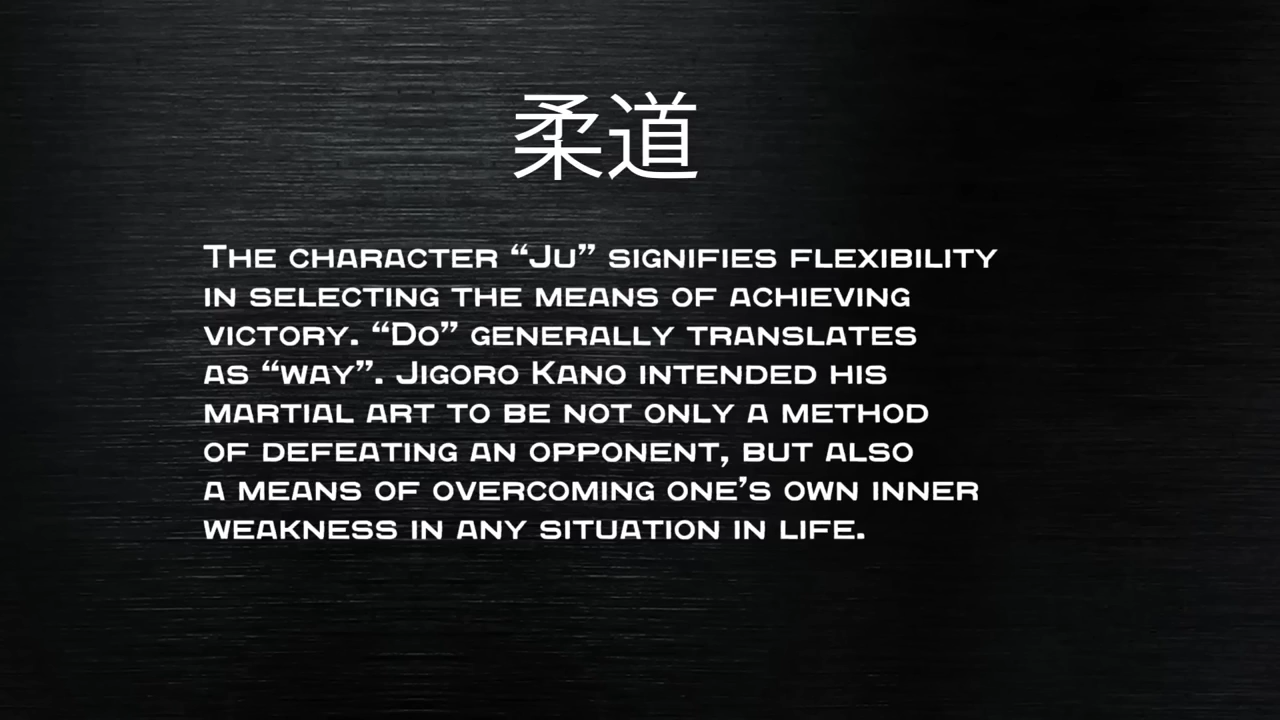 柔道
The character “Ju” signifies flexibility
in selecting the means of achieving
victory. “Do” generally translates
as “way”. Jigoro Kano intended his
martial art to be not only a method
of defeating an opponent, but also
a means of overcoming one’s own inner
weakness in any situation in life.